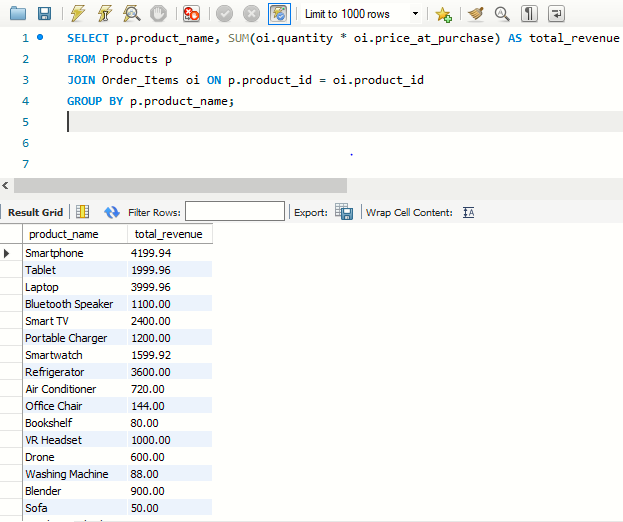 Limit to 1000 rows
1 SELECT p.product_name, SUM(oi.quantity * oi.price_at_purchase) AS total_revenue
2 FROM Products p
3 JOIN Order_Items oi ON p.product_id = oi.product_id
4 GROUP BY p.product_name;
5
6
7
Result Grid Filter Rows: Export: Wrap Cell Content:
product_name total_revenue
Smartphone 4199.94
Tablet 1999.96
Laptop 3999.96
Bluetooth Speaker 1100.00
Smart TV 2400.00
Portable Charger 1200.00
Smartwatch 1599.92
Refrigerator 3600.00
Air Conditioner 720.00
Office Chair 144.00
Bookshelf 80.00
VR Headset 1000.00
Drone 600.00
Washing Machine 88.00
Blender 900.00
Sofa 50.00